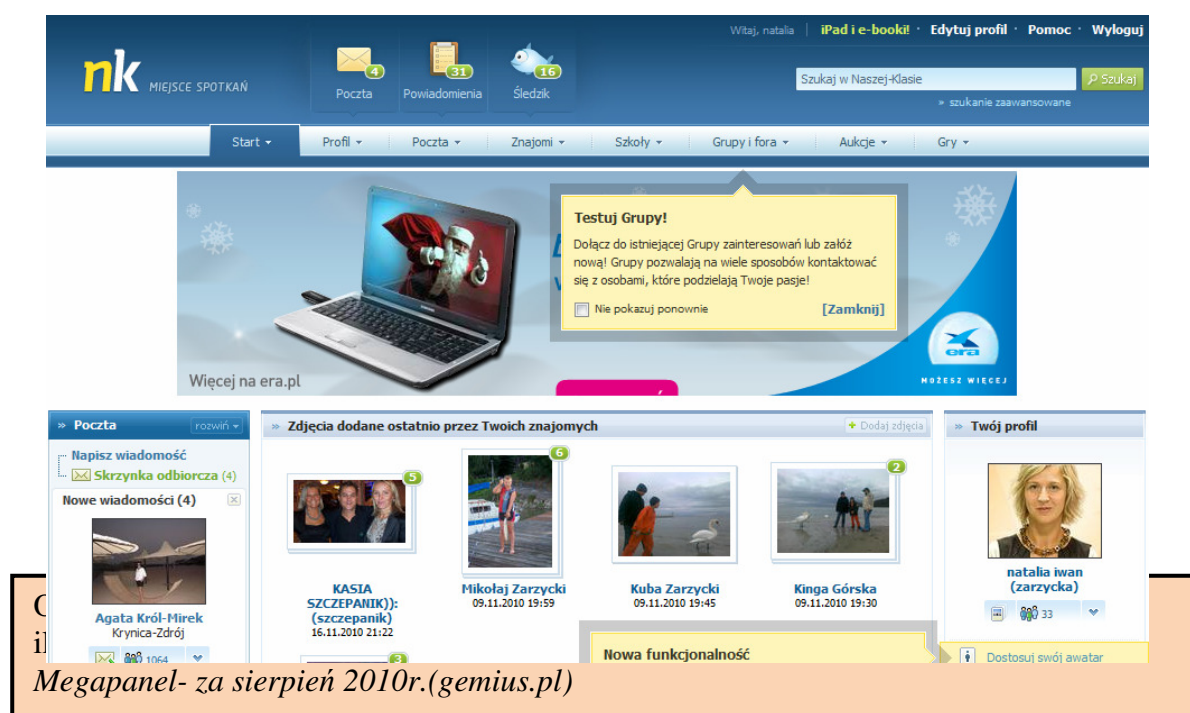 Witaj, natalia | iPad i e-booki! · Edytuj profil · Pomoc · Wyloguj
nk MIEJSCE SPOTKAŃ
4 31 16
Poczta Powiadomienia Śledzik
Szukaj w Naszej-Klasie Szukaj
» szukanie zaawansowane
Start Profil Poczta Znajomi Szkoły Grupy i fora Aukcje Gry
Testuj Grupy!
Dołącz do istniejącej Grupy zainteresowań lub załóż
nową! Grupy pozwalają na wiele sposobów kontaktować
się z osobami, które podzielają Twoje pasje!
Nie pokazuj ponownie [Zamknij]
Więcej na era.pl
era
MOŻESZ WIĘCEJ
» Poczta rozwiń
Napisz wiadomość
Skrzynka odbiorcza (4)
Nowe wiadomości (4)
Agata Król-Mirek
Krynica-Zdrój
1064
» Zdjęcia dodane ostatnio przez Twoich znajomych + Dodaj zdjęcia
5 6 2
KASIA
SZCZEPANIK)):
(szczepanik)
16.11.2010 21:22
Mikołaj Zarzycki
09.11.2010 19:59
Kuba Zarzycki
09.11.2010 19:45
Kinga Górska
09.11.2010 19:30
3
Nowa funkcjonalność
» Twój profil
natalia iwan
(zarzycka)
33
Dostosuj swój awatar
Megapanel- za sierpień 2010r.(gemius.pl)